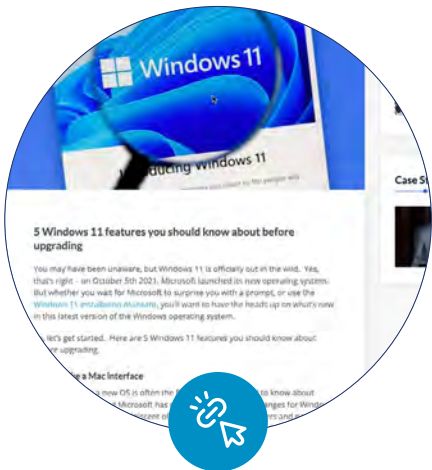 Windows 11
ducing Windows 11
Case St
5 Windows 11 features you should know about before
upgrading
You may have been unaware, but Windows 11 is officially out in the wild. Yes,
that's right - on October 5th 2021, Microsoft launched its new operating system.
But whether you wait for Microsoft to surprise you with a prompt, or use the
Windows 11 installation Assistant, you'll want to have the heads up on what's new
in this latest version of the Windows operating system.
let's get started. Here are 5 Windows 11 features you should know about
upgrading.
e a Mac Interface
a new OS is often the to know about
Microsoft has anges for Windo